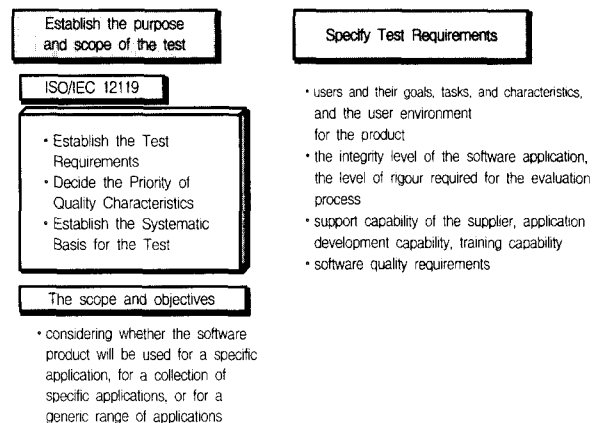 Establish the purpose
and scope of the test
ISO/IEC 12119
• Establish the Test
Requirements
• Decide the Priority of
Quality Characteristics
• Establish the Systematic
Basis for the Test
The scope and objectives
• considering whether the software
product will be used for a specific
application, for a collection of
specific applications, or for a
generic range of applications
Specify Test Requirements
• users and their goals, tasks, and characteristics,
and the user environment
for the product
• the integrity level of the software application,
the level of rigour required for the evaluation
process
• support capability of the supplier, application
development capability, training capability
• software quality requirements